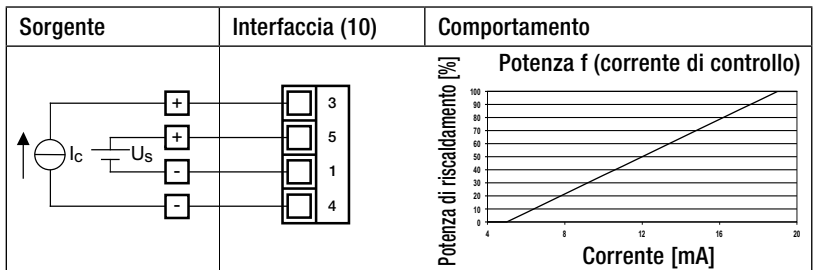 Sorgente
Interfaccia (10)
Comportamento
+
3
+
5
Ic
Us
-
1
-
4
Potenza f (corrente di controllo)
Potenza di riscaldamento [%]
100
90
80
70
60
50
40
30
20
10
0
4 8 12 16 20
Corrente [mA]